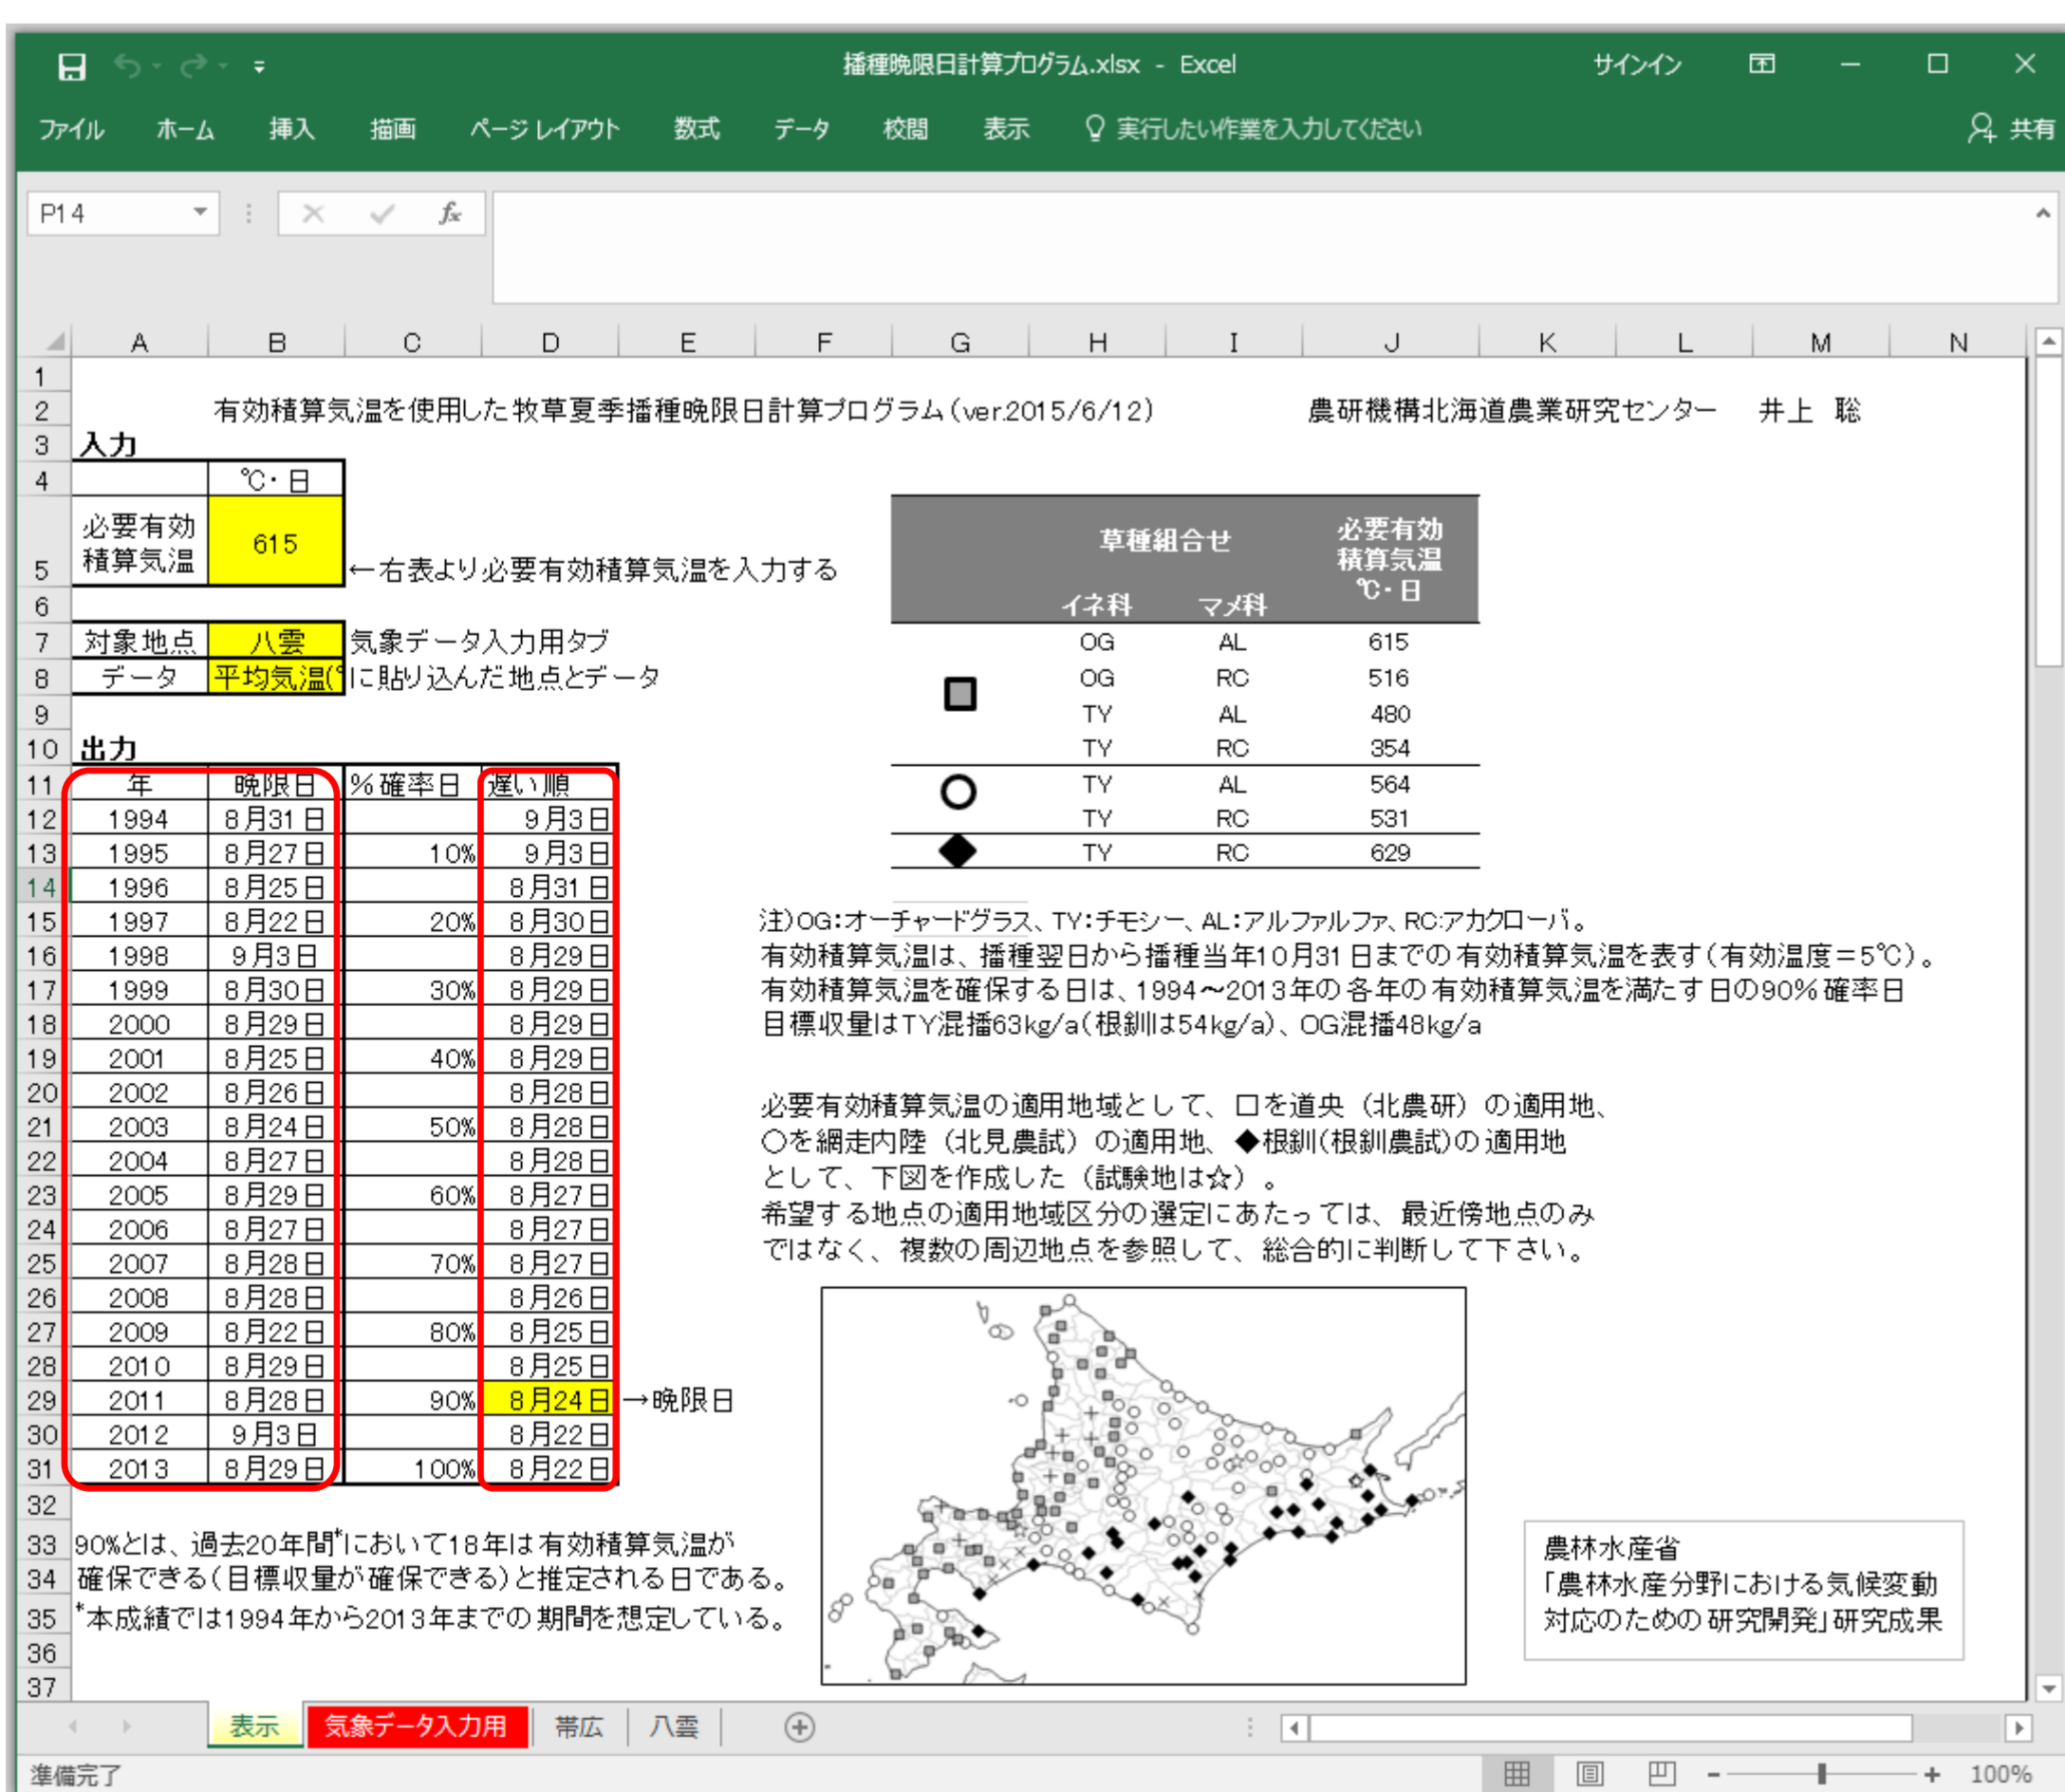 播種晩限日計算プログラム.xlsx - Excel
サインイン
ファイル ホーム 挿入 描画 ページ レイアウト 数式 データ 校閲 表示 実行したい作業を入力してください 共有
P14 fx
A B C D E F G H I J K L M N
1
2 有効積算気温を使用した牧草夏季播種晩限日計算プログラム(ver.2015/6/12) 農研機構北海道農業研究センター 井上 聡
3 入力
4 ℃・日
5 必要有効積算気温 615 ←右表より必要有効積算気温を入力する
6
7 対象地点 八雲 気象データ入力用タブ
8 データ 平均気温(° に貼り込んだ地点とデータ
9
10 出力
11 年 晩限日 %確率日 遅い順
12 1994 8月31日 9月3日
13 1995 8月27日 10% 9月3日
14 1996 8月25日 8月31日
15 1997 8月22日 20% 8月30日
16 1998 9月3日 8月29日
17 1999 8月30日 30% 8月29日
18 2000 8月29日 8月29日
19 2001 8月25日 40% 8月29日
20 2002 8月26日 8月28日
21 2003 8月24日 50% 8月28日
22 2004 8月27日 8月28日
23 2005 8月29日 60% 8月27日
24 2006 8月27日 8月27日
25 2007 8月28日 70% 8月27日
26 2008 8月28日 8月26日
27 2009 8月22日 80% 8月25日
28 2010 8月29日 8月25日
29 2011 8月28日 90% 8月24日 →晩限日
30 2012 9月3日 8月22日
31 2013 8月29日 100% 8月22日
32
33 90%とは、過去20年間*において18年は有効積算気温が
34 確保できる(目標収量が確保できる)と推定される日である。
35 *本成績では1994年から2013年までの期間を想定している。
36
37
草種組合せ 必要有効
積算気温
℃・日
イネ科 マメ科
OG AL 615
OG RC 516
TY AL 480
TY RC 354
TY AL 564
TY RC 531
TY RC 629
注)OG:オーチャードグラス、TY:チモシー、AL:アルファルファ、RC:アカクローバ。
有効積算気温は、播種翌日から播種当年10月31日までの有効積算気温を表す(有効温度=5℃)。
有効積算気温を確保する日は、1994~2013年の各年の有効積算気温を満たす日の90%確率日
目標収量はTY混播63kg/a(根釧は54kg/a)、OG混播48kg/a
必要有効積算気温の適用地域として、□を道央(北農研)の適用地、
○を網走内陸(北見農試)の適用地、◆根釧(根釧農試)の適用地
として、下図を作成した(試験地は☆)。
希望する地点の適用地域区分の選定にあたっては、最近傍地点のみ
ではなく、複数の周辺地点を参照して、総合的に判断して下さい。
農林水産省
「農林水産分野における気候変動
対応のための研究開発」研究成果
表示 気象データ入力用 帯広 八雲
準備完了 100%